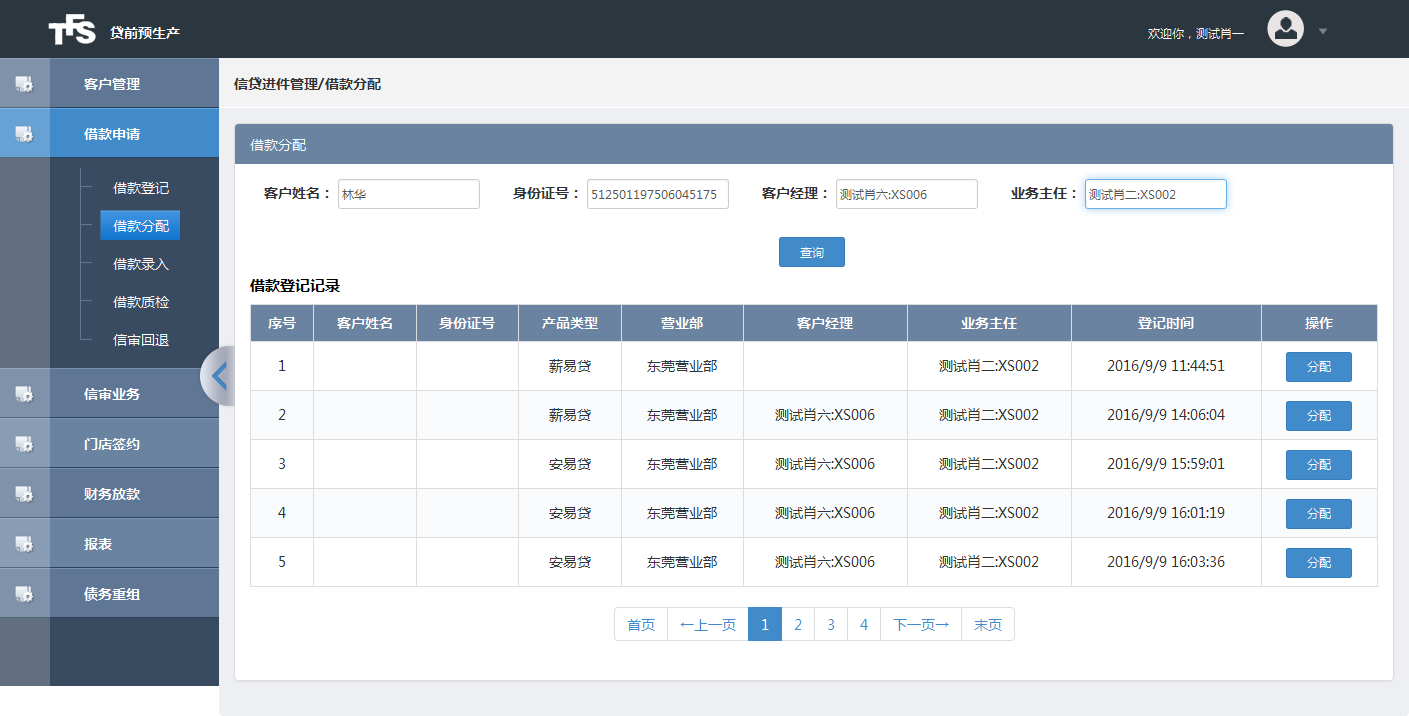 TFS 贷前预生产
欢迎你，测试肖一
客户管理
借款申请
借款登记
借款分配
借款录入
借款质检
信审回退
信审业务
门店签约
财务放款
报表
债务重组
信贷进件管理/借款分配
借款分配
客户姓名： 林华 身份证号： 512501197506045175 客户经理： 测试肖六:XS006 业务主任： 测试肖二:XS002
查询
借款登记记录
序号 客户姓名 身份证号 产品类型 营业部 客户经理 业务主任 登记时间 操作
1 薪易贷 东莞营业部 测试肖二:XS002 2016/9/9 11:44:51 分配
2 薪易贷 东莞营业部 测试肖六:XS006 测试肖二:XS002 2016/9/9 14:06:04 分配
3 安易贷 东莞营业部 测试肖六:XS006 测试肖二:XS002 2016/9/9 15:59:01 分配
4 安易贷 东莞营业部 测试肖六:XS006 测试肖二:XS002 2016/9/9 16:01:19 分配
5 安易贷 东莞营业部 测试肖六:XS006 测试肖二:XS002 2016/9/9 16:03:36 分配
首页 ←上一页 1 2 3 4 下一页→ 末页